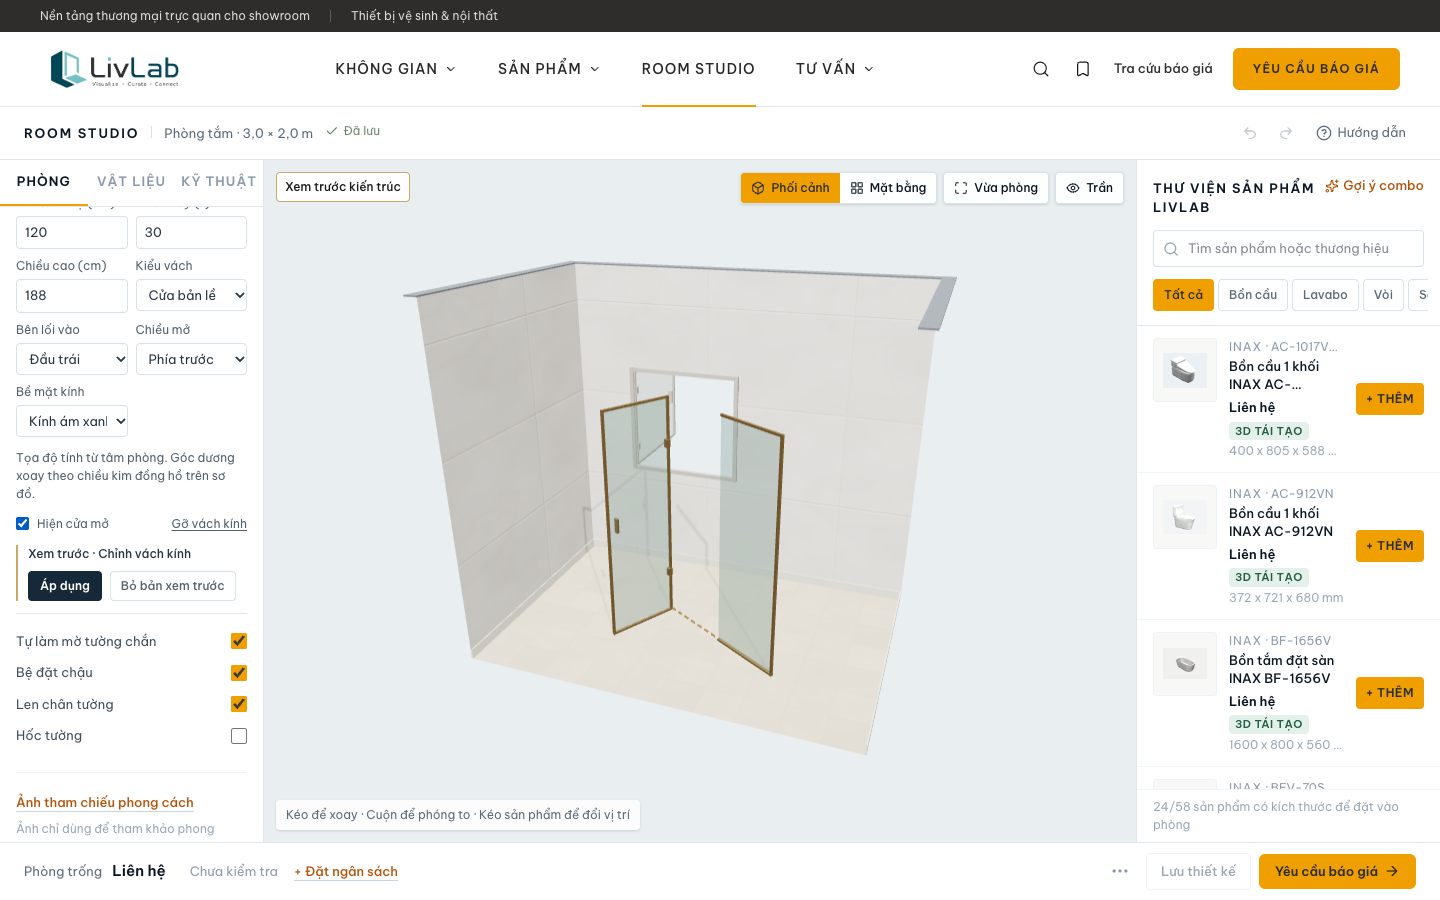 Nền tảng thương mại trực quan cho showroom
Thiết bị vệ sinh & nội thất
LivLab
Visualize · Curate · Connect
KHÔNG GIAN
SẢN PHẨM
ROOM STUDIO
TƯ VẤN
Tra cứu báo giá
YÊU CẦU BÁO GIÁ
ROOM STUDIO
Phòng tắm · 3,0 × 2,0 m
Đã lưu
Hướng dẫn
PHÒNG
VẬT LIỆU
KỸ THUẬT
120
30
Chiều cao (cm)
Kiểu vách
188
Cửa bản lề
Bên lối vào
Chiều mở
Đầu trái
Phía trước
Bề mặt kính
Kính ám xanl
Tọa độ tính từ tâm phòng. Góc dương
xoay theo chiều kim đồng hồ trên sơ
đồ.
Hiện cửa mở
Gỡ vách kính
Xem trước · Chỉnh vách kính
Áp dụng
Bỏ bản xem trước
Tự làm mờ tường chắn
Bệ đặt chậu
Len chân tường
Hốc tường
Ảnh tham chiếu phong cách
Ảnh chỉ dùng để tham khảo phong
Xem trước kiến trúc
Phối cảnh
Mặt bằng
Vừa phòng
Trần
Kéo để xoay · Cuộn để phóng to · Kéo sản phẩm để đổi vị trí
THƯ VIỆN SẢN PHẨM
LIVLAB
Gợi ý combo
Tìm sản phẩm hoặc thương hiệu
Tất cả
Bồn cầu
Lavabo
Vòi
INAX · AC-1017V...
Bồn cầu 1 khối
INAX AC-...
Liên hệ
3D TÁI TẠO
400 x 805 x 588 ...
+ THÊM
INAX · AC-912VN
Bồn cầu 1 khối
INAX AC-912VN
Liên hệ
3D TÁI TẠO
372 x 721 x 680 mm
+ THÊM
INAX · BF-1656V
Bồn tắm đặt sàn
INAX BF-1656V
Liên hệ
3D TÁI TẠO
1600 x 800 x 560 ...
+ THÊM
INAX · BFV-70S
24/58 sản phẩm có kích thước để đặt vào
phòng
Phòng trống
Liên hệ
Chưa kiểm tra
+ Đặt ngân sách
Lưu thiết kế
Yêu cầu báo giá